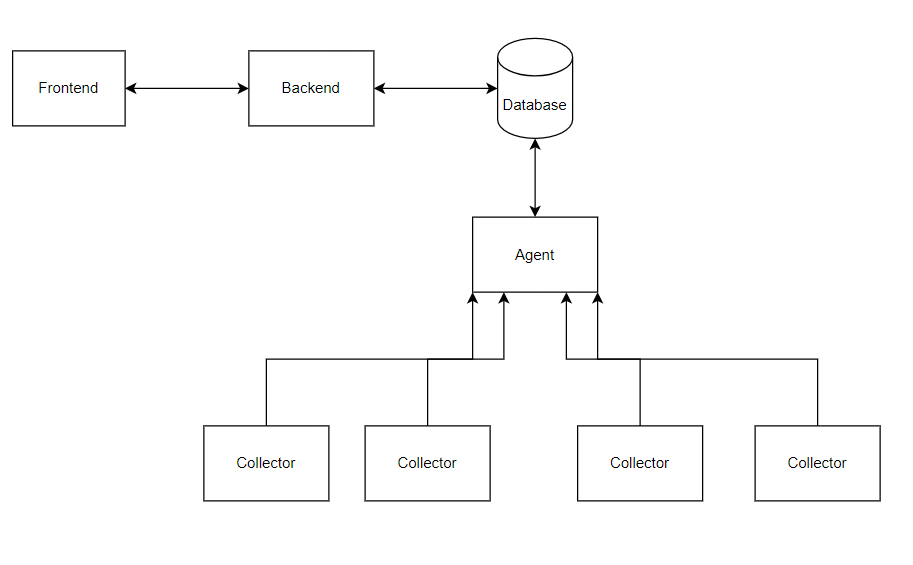 Frontend
Backend
Database
Agent
Collector
Collector
Collector
Collector